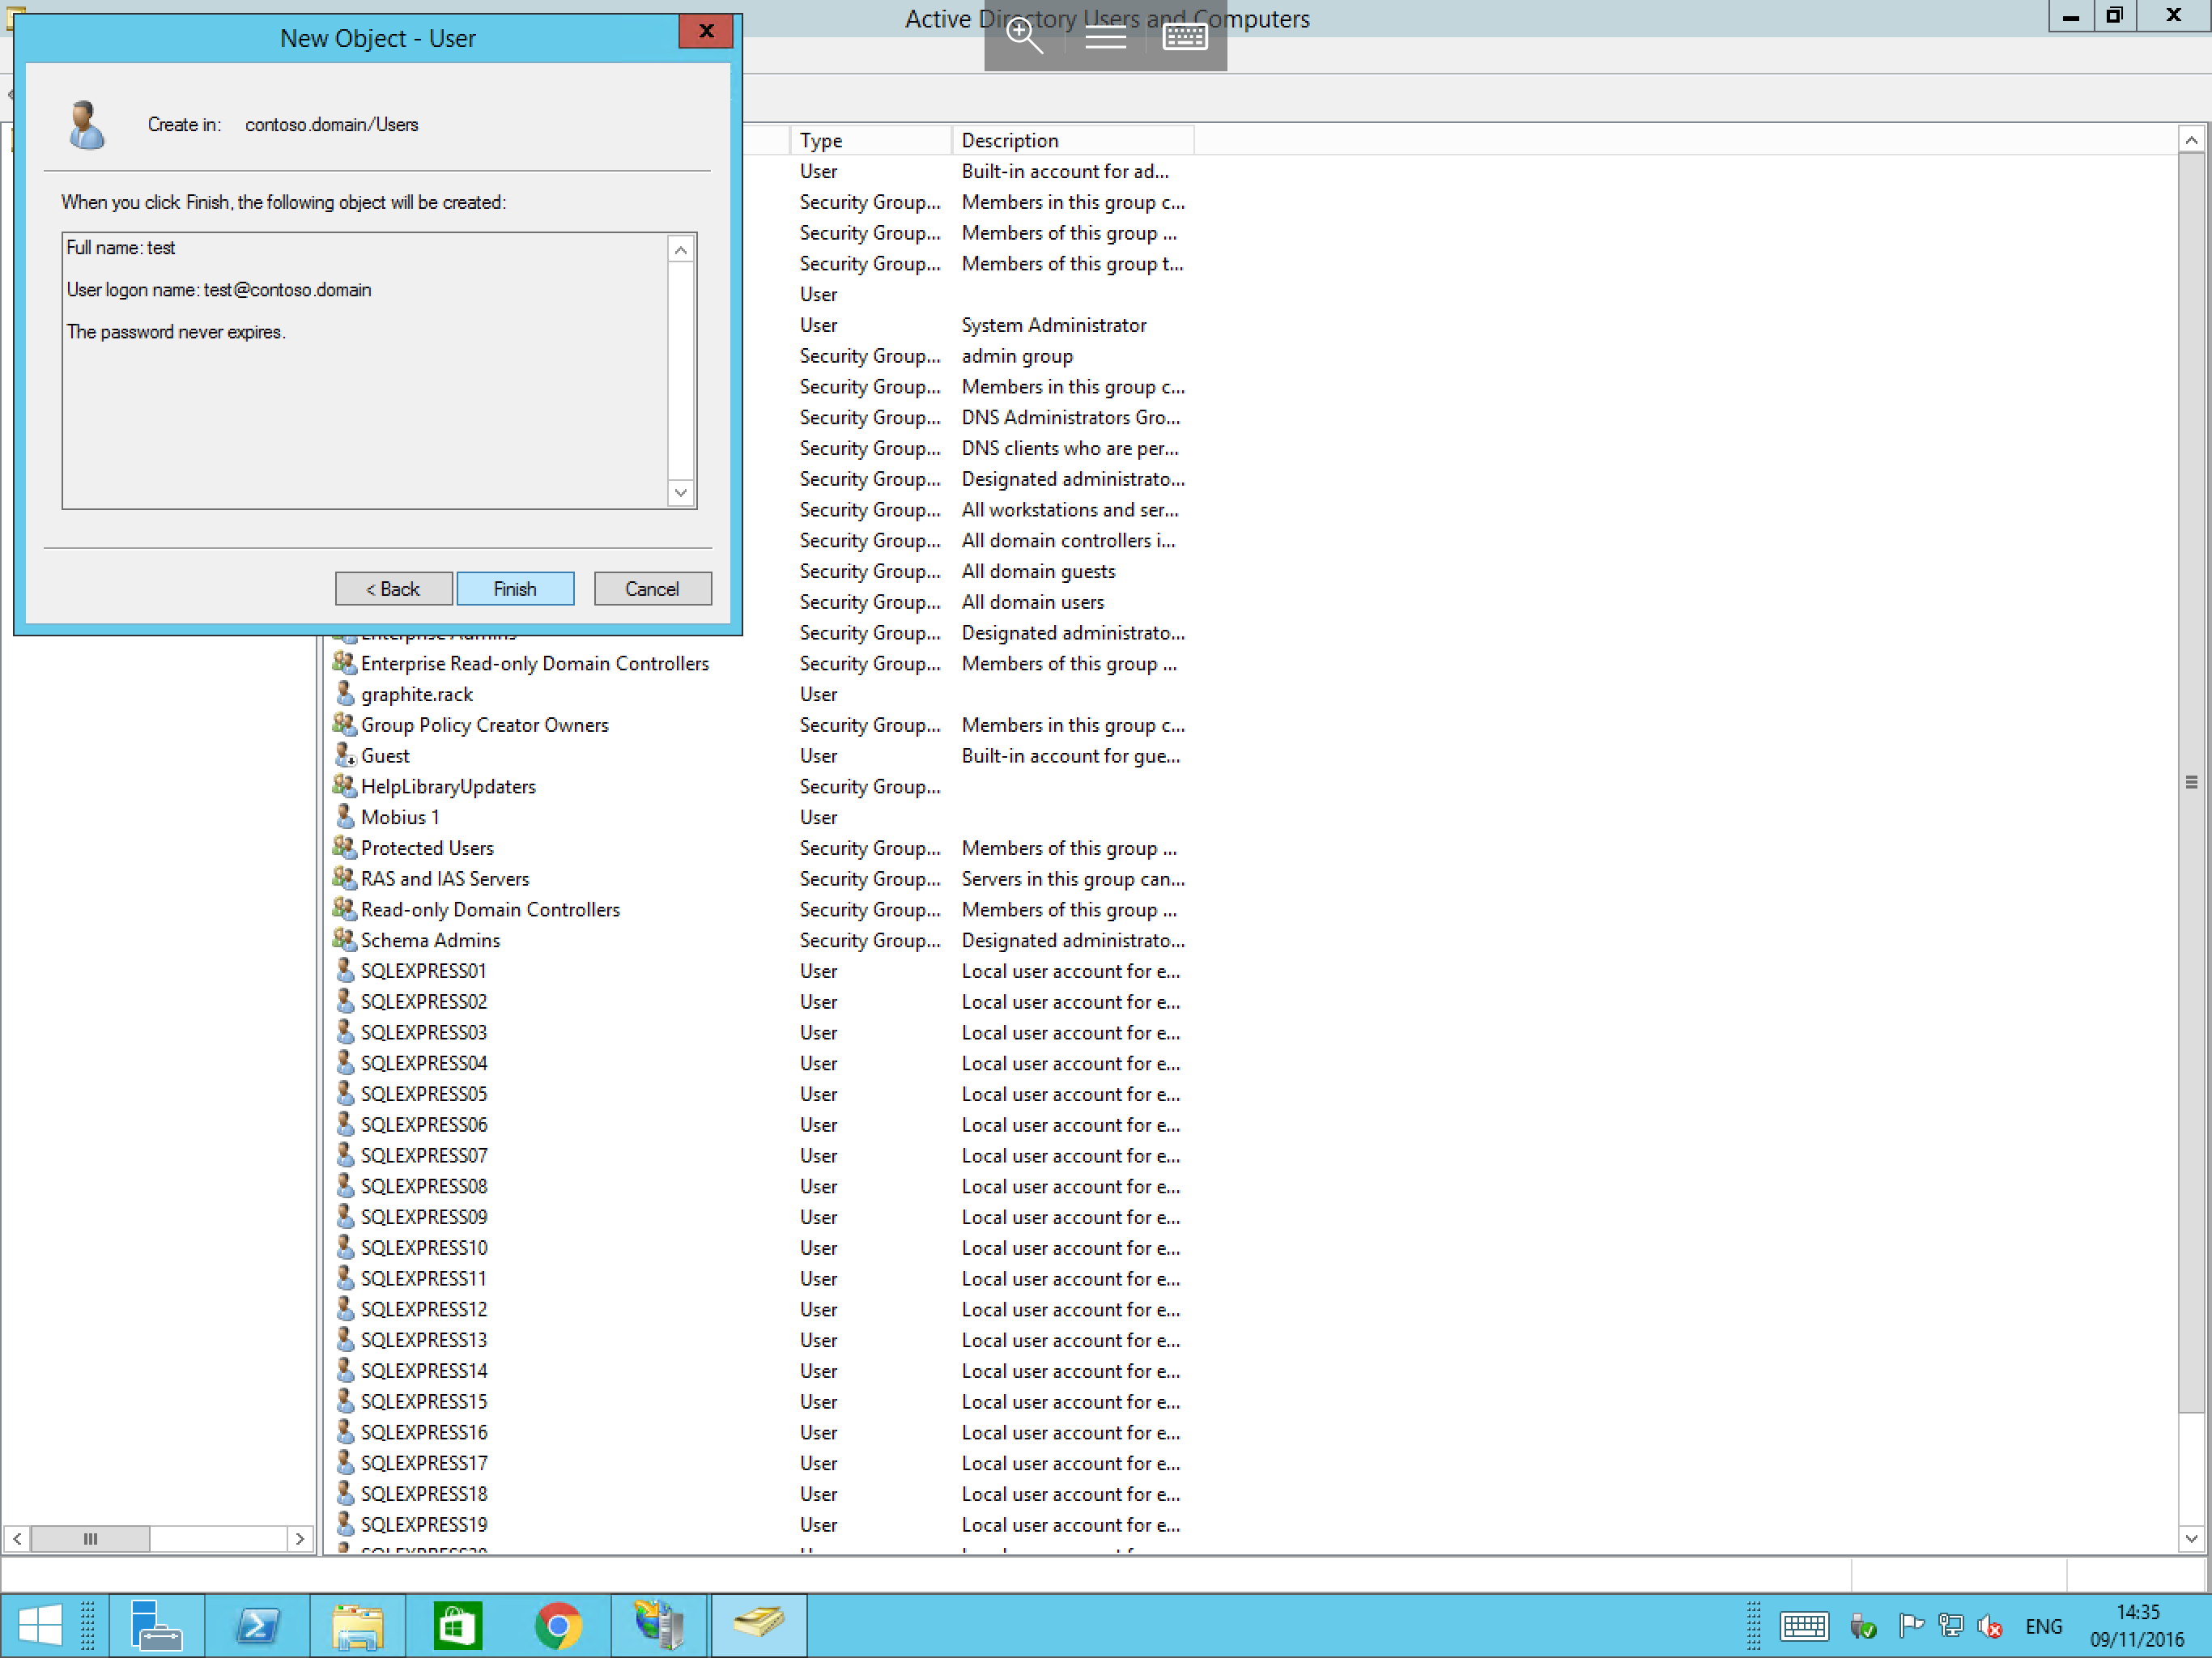 Active Directory Users and Computers
New Object - User
Create in: contoso.domain/Users
When you click Finish, the following object will be created:
Full name: test
User logon name: test@contoso.domain
The password never expires.
< Back Finish Cancel
Type Description
User Built-in account for ad...
Security Group... Members in this group c...
Security Group... Members of this group ...
Security Group... Members of this group t...
User
User System Administrator
Security Group... admin group
Security Group... Members in this group c...
Security Group... DNS Administrators Gro...
Security Group... DNS clients who are per...
Security Group... Designated administrato...
Security Group... All workstations and ser...
Security Group... All domain controllers i...
Security Group... All domain guests
Security Group... All domain users
Enterprise Admins Security Group... Designated administrato...
Enterprise Read-only Domain Controllers Security Group... Members of this group ...
graphite.rack User
Group Policy Creator Owners Security Group... Members in this group c...
Guest User Built-in account for gue...
HelpLibraryUpdaters Security Group...
Mobius 1 User
Protected Users Security Group... Members of this group ...
RAS and IAS Servers Security Group... Servers in this group can...
Read-only Domain Controllers Security Group... Members of this group ...
Schema Admins Security Group... Designated administrato...
SQLEXPRESS01 User Local user account for e...
SQLEXPRESS02 User Local user account for e...
SQLEXPRESS03 User Local user account for e...
SQLEXPRESS04 User Local user account for e...
SQLEXPRESS05 User Local user account for e...
SQLEXPRESS06 User Local user account for e...
SQLEXPRESS07 User Local user account for e...
SQLEXPRESS08 User Local user account for e...
SQLEXPRESS09 User Local user account for e...
SQLEXPRESS10 User Local user account for e...
SQLEXPRESS11 User Local user account for e...
SQLEXPRESS12 User Local user account for e...
SQLEXPRESS13 User Local user account for e...
SQLEXPRESS14 User Local user account for e...
SQLEXPRESS15 User Local user account for e...
SQLEXPRESS16 User Local user account for e...
SQLEXPRESS17 User Local user account for e...
SQLEXPRESS18 User Local user account for e...
SQLEXPRESS19 User Local user account for e...
ENG
14:35
09/11/2016